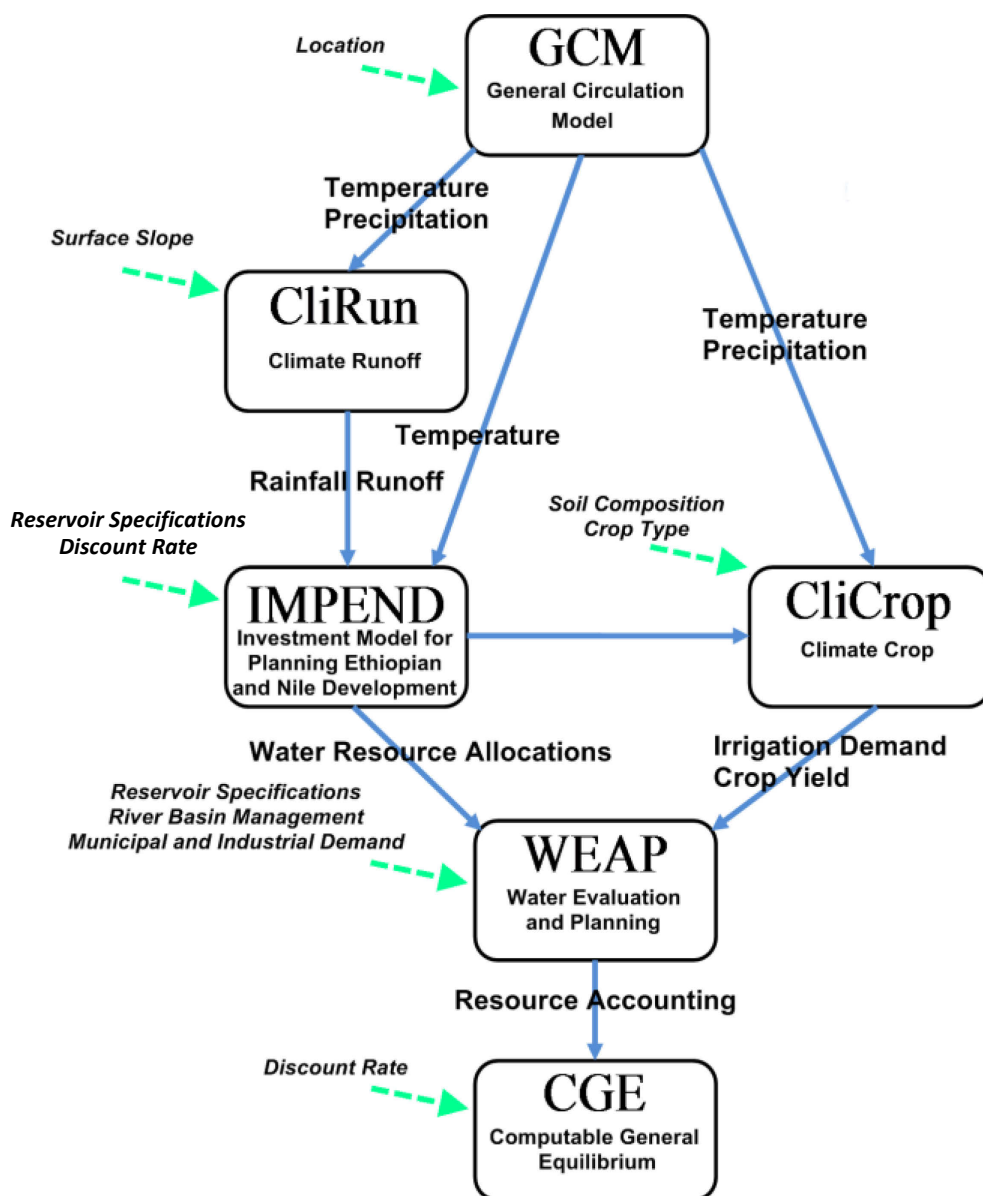 Location
GCM
General Circulation
Model
Temperature
Precipitation
Surface Slope
CliRun
Climate Runoff
Temperature
Precipitation
Temperature
Rainfall Runoff
Reservoir Specifications
Discount Rate
Soil Composition
Crop Type
IMPEND
Investment Model for
Planning Ethiopian
and Nile Development
CliCrop
Climate Crop
Water Resource Allocations
Irrigation Demand
Crop Yield
Reservoir Specifications
River Basin Management
Municipal and Industrial Demand
WEAP
Water Evaluation
and Planning
Resource Accounting
Discount Rate
CGE
Computable General
Equilibrium